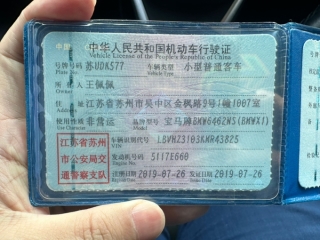 中华人民共和国机动车行驶证
Vehicle License of the People's Republic of China
号牌号码 苏UDK577 车辆类型 小型普通客车
Plate No. Vehicle Type
所有人 王佩佩
Owner
住址 江苏省苏州市吴中区金枫路9号1幢1007室
Address
使用性质 非营运 品牌型号 宝马牌BMW6462NS(BMWX1)
Use Character Model
江苏省苏州市公安局交通警察支队
车辆识别代号 LBVHZ3103KMH43825
VIN
发动机号码 5117E660
Engine No.
注册日期 2019-07-26 发证日期 2019-07-26
Register Date Issue Date